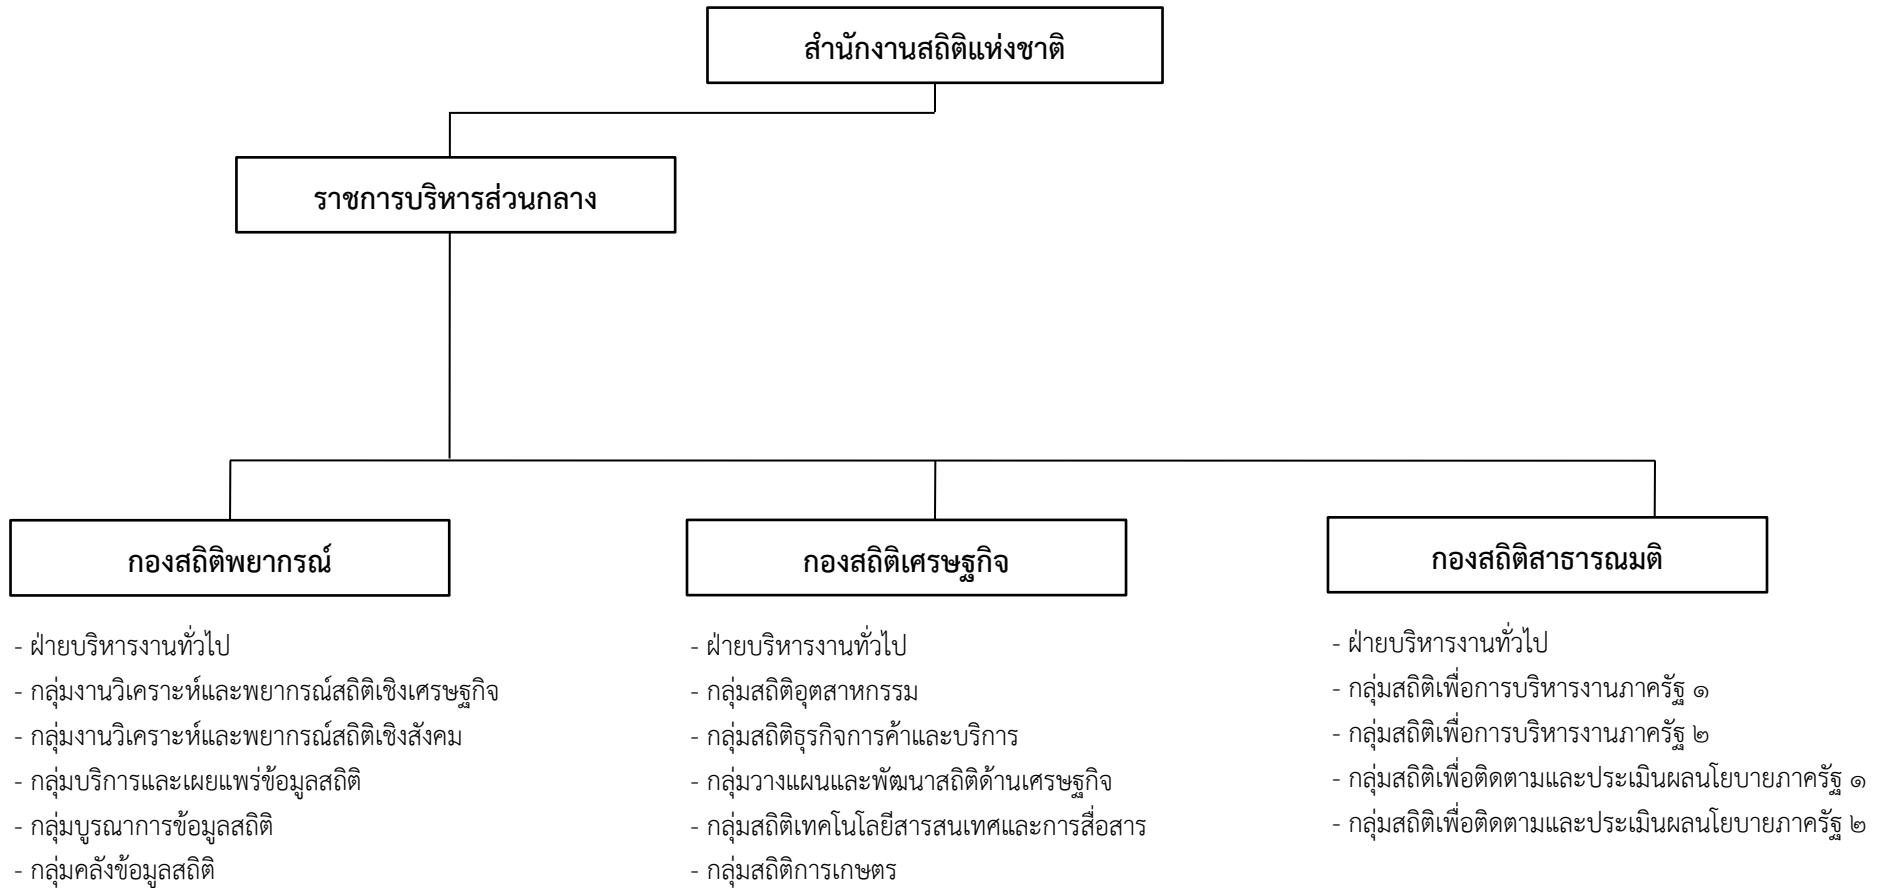 สำนักงานสถิติแห่งชาติ
ราชการบริหารส่วนกลาง
กองสถิติพยากรณ์
- ฝ่ายบริหารงานทั่วไป
- กลุ่มงานวิเคราะห์และพยากรณ์สถิติเชิงเศรษฐกิจ
- กลุ่มงานวิเคราะห์และพยากรณ์สถิติเชิงสังคม
- กลุ่มบริการและเผยแพร่ข้อมูลสถิติ
- กลุ่มบูรณาการข้อมูลสถิติ
- กลุ่มคลังข้อมูลสถิติ
กองสถิติเศรษฐกิจ
- ฝ่ายบริหารงานทั่วไป
- กลุ่มสถิติอุตสาหกรรม
- กลุ่มสถิติธุรกิจการค้าและบริการ
- กลุ่มวางแผนและพัฒนาสถิติด้านเศรษฐกิจ
- กลุ่มสถิติเทคโนโลยีสารสนเทศและการสื่อสาร
- กลุ่มสถิติการเกษตร
กองสถิติสาธารณมติ
- ฝ่ายบริหารงานทั่วไป
- กลุ่มสถิติเพื่อการบริหารงานภาครัฐ ๑
- กลุ่มสถิติเพื่อการบริหารงานภาครัฐ ๒
- กลุ่มสถิติเพื่อติดตามและประเมินผลนโยบายภาครัฐ ๑
- กลุ่มสถิติเพื่อติดตามและประเมินผลนโยบายภาครัฐ ๒